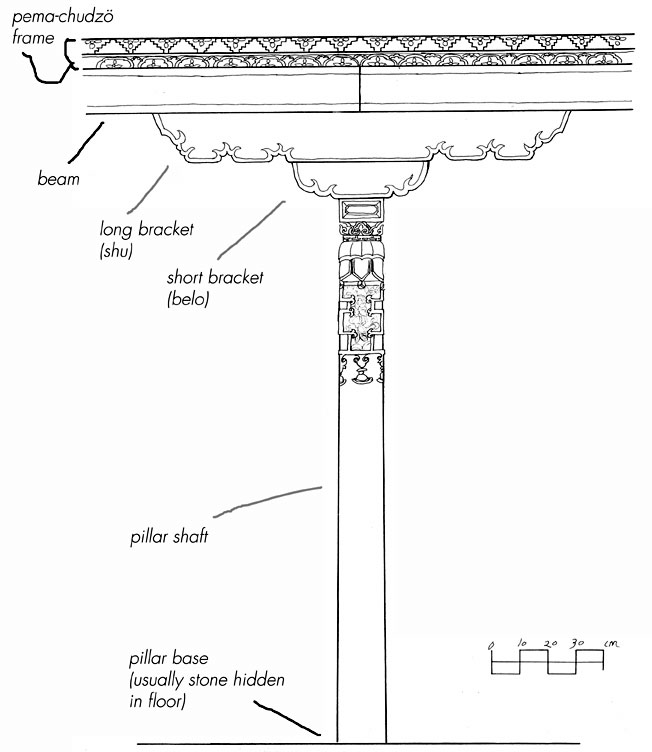 pema-chudzö
frame
beam
long bracket
(shu)
short bracket
(belo)
pillar shaft
pillar base
(usually stone hidden
in floor)
0 10 20 30 cm